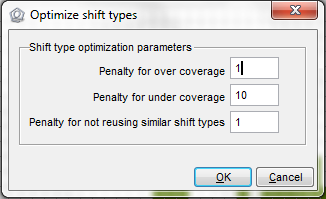 Optimize shift types
Shift type optimization parameters
Penalty for over coverage 1
Penalty for under coverage 10
Penalty for not reusing similar shift types 1
OK Cancel